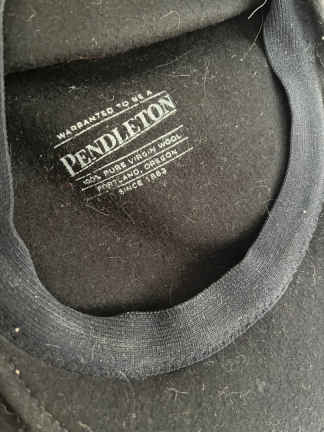 WARRANTED TO BE A
PENDLETON
100% PURE VIRGIN WOOL
PORTLAND, OREGON
SINCE 1863